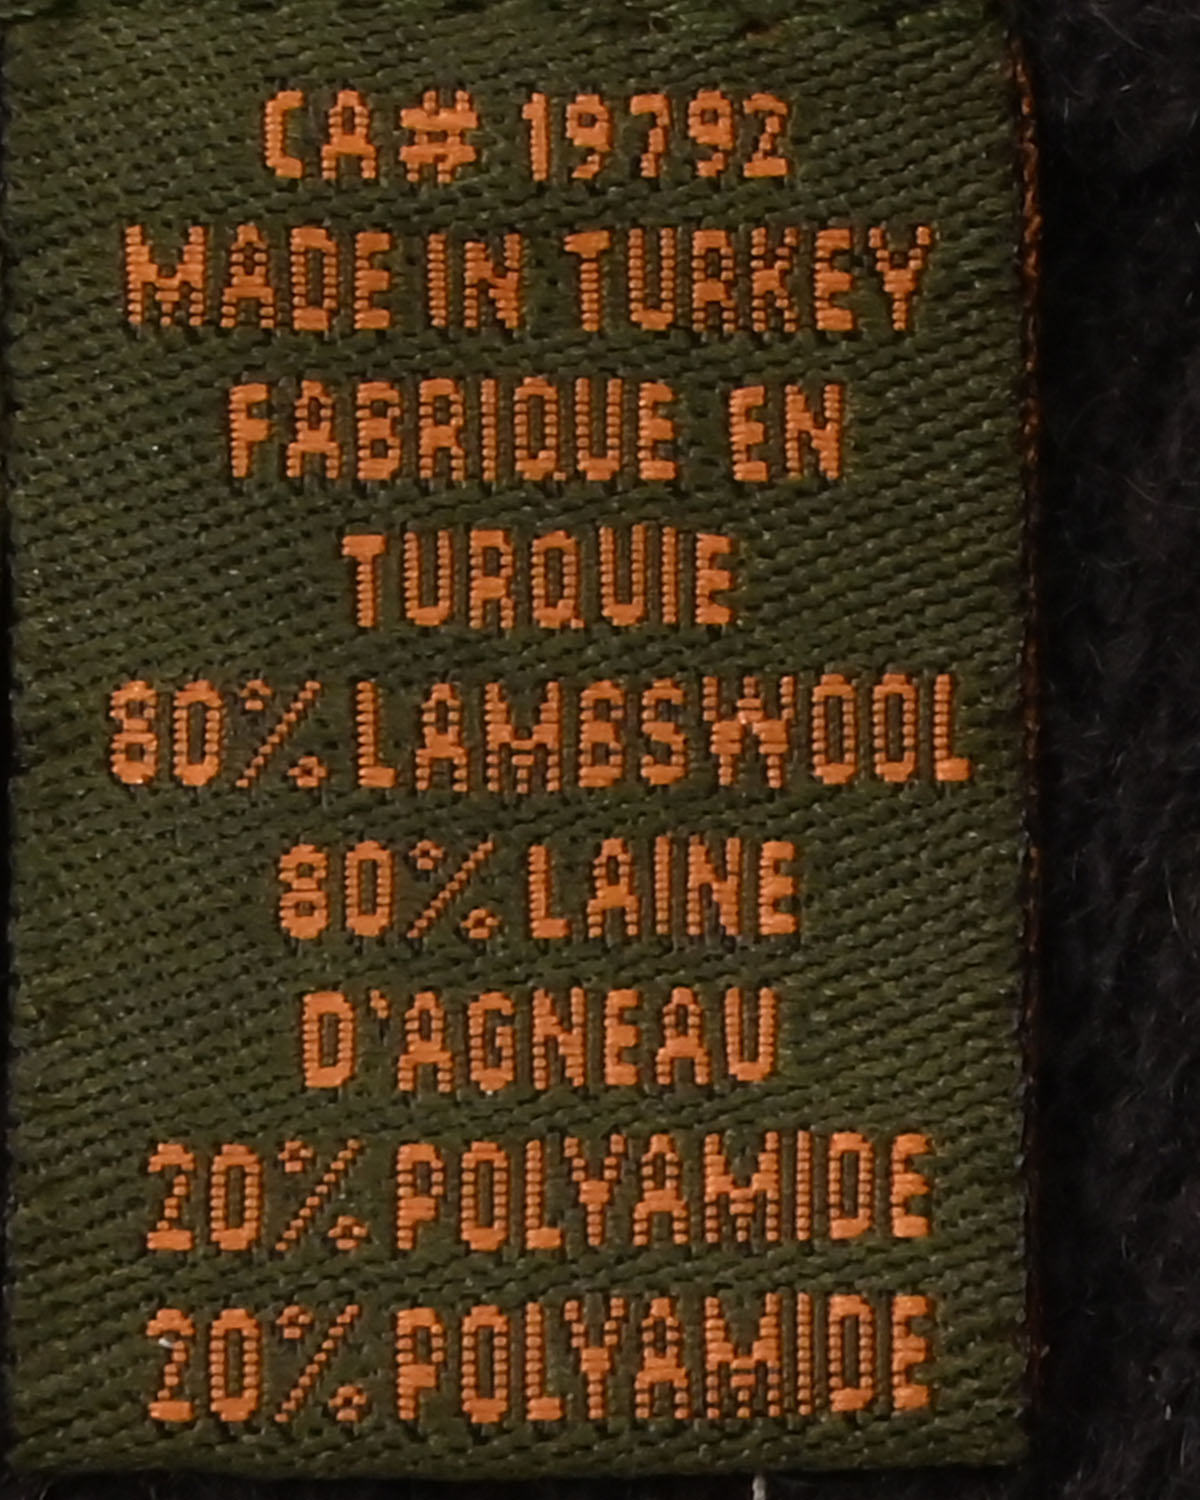 CA# 19792
MADE IN TURKEY
FABRIQUE EN
TURQUIE
80% LAMBSWOOL
80% LAINE
D'AGNEAU
20% POLYAMIDE
20% POLYAMIDE